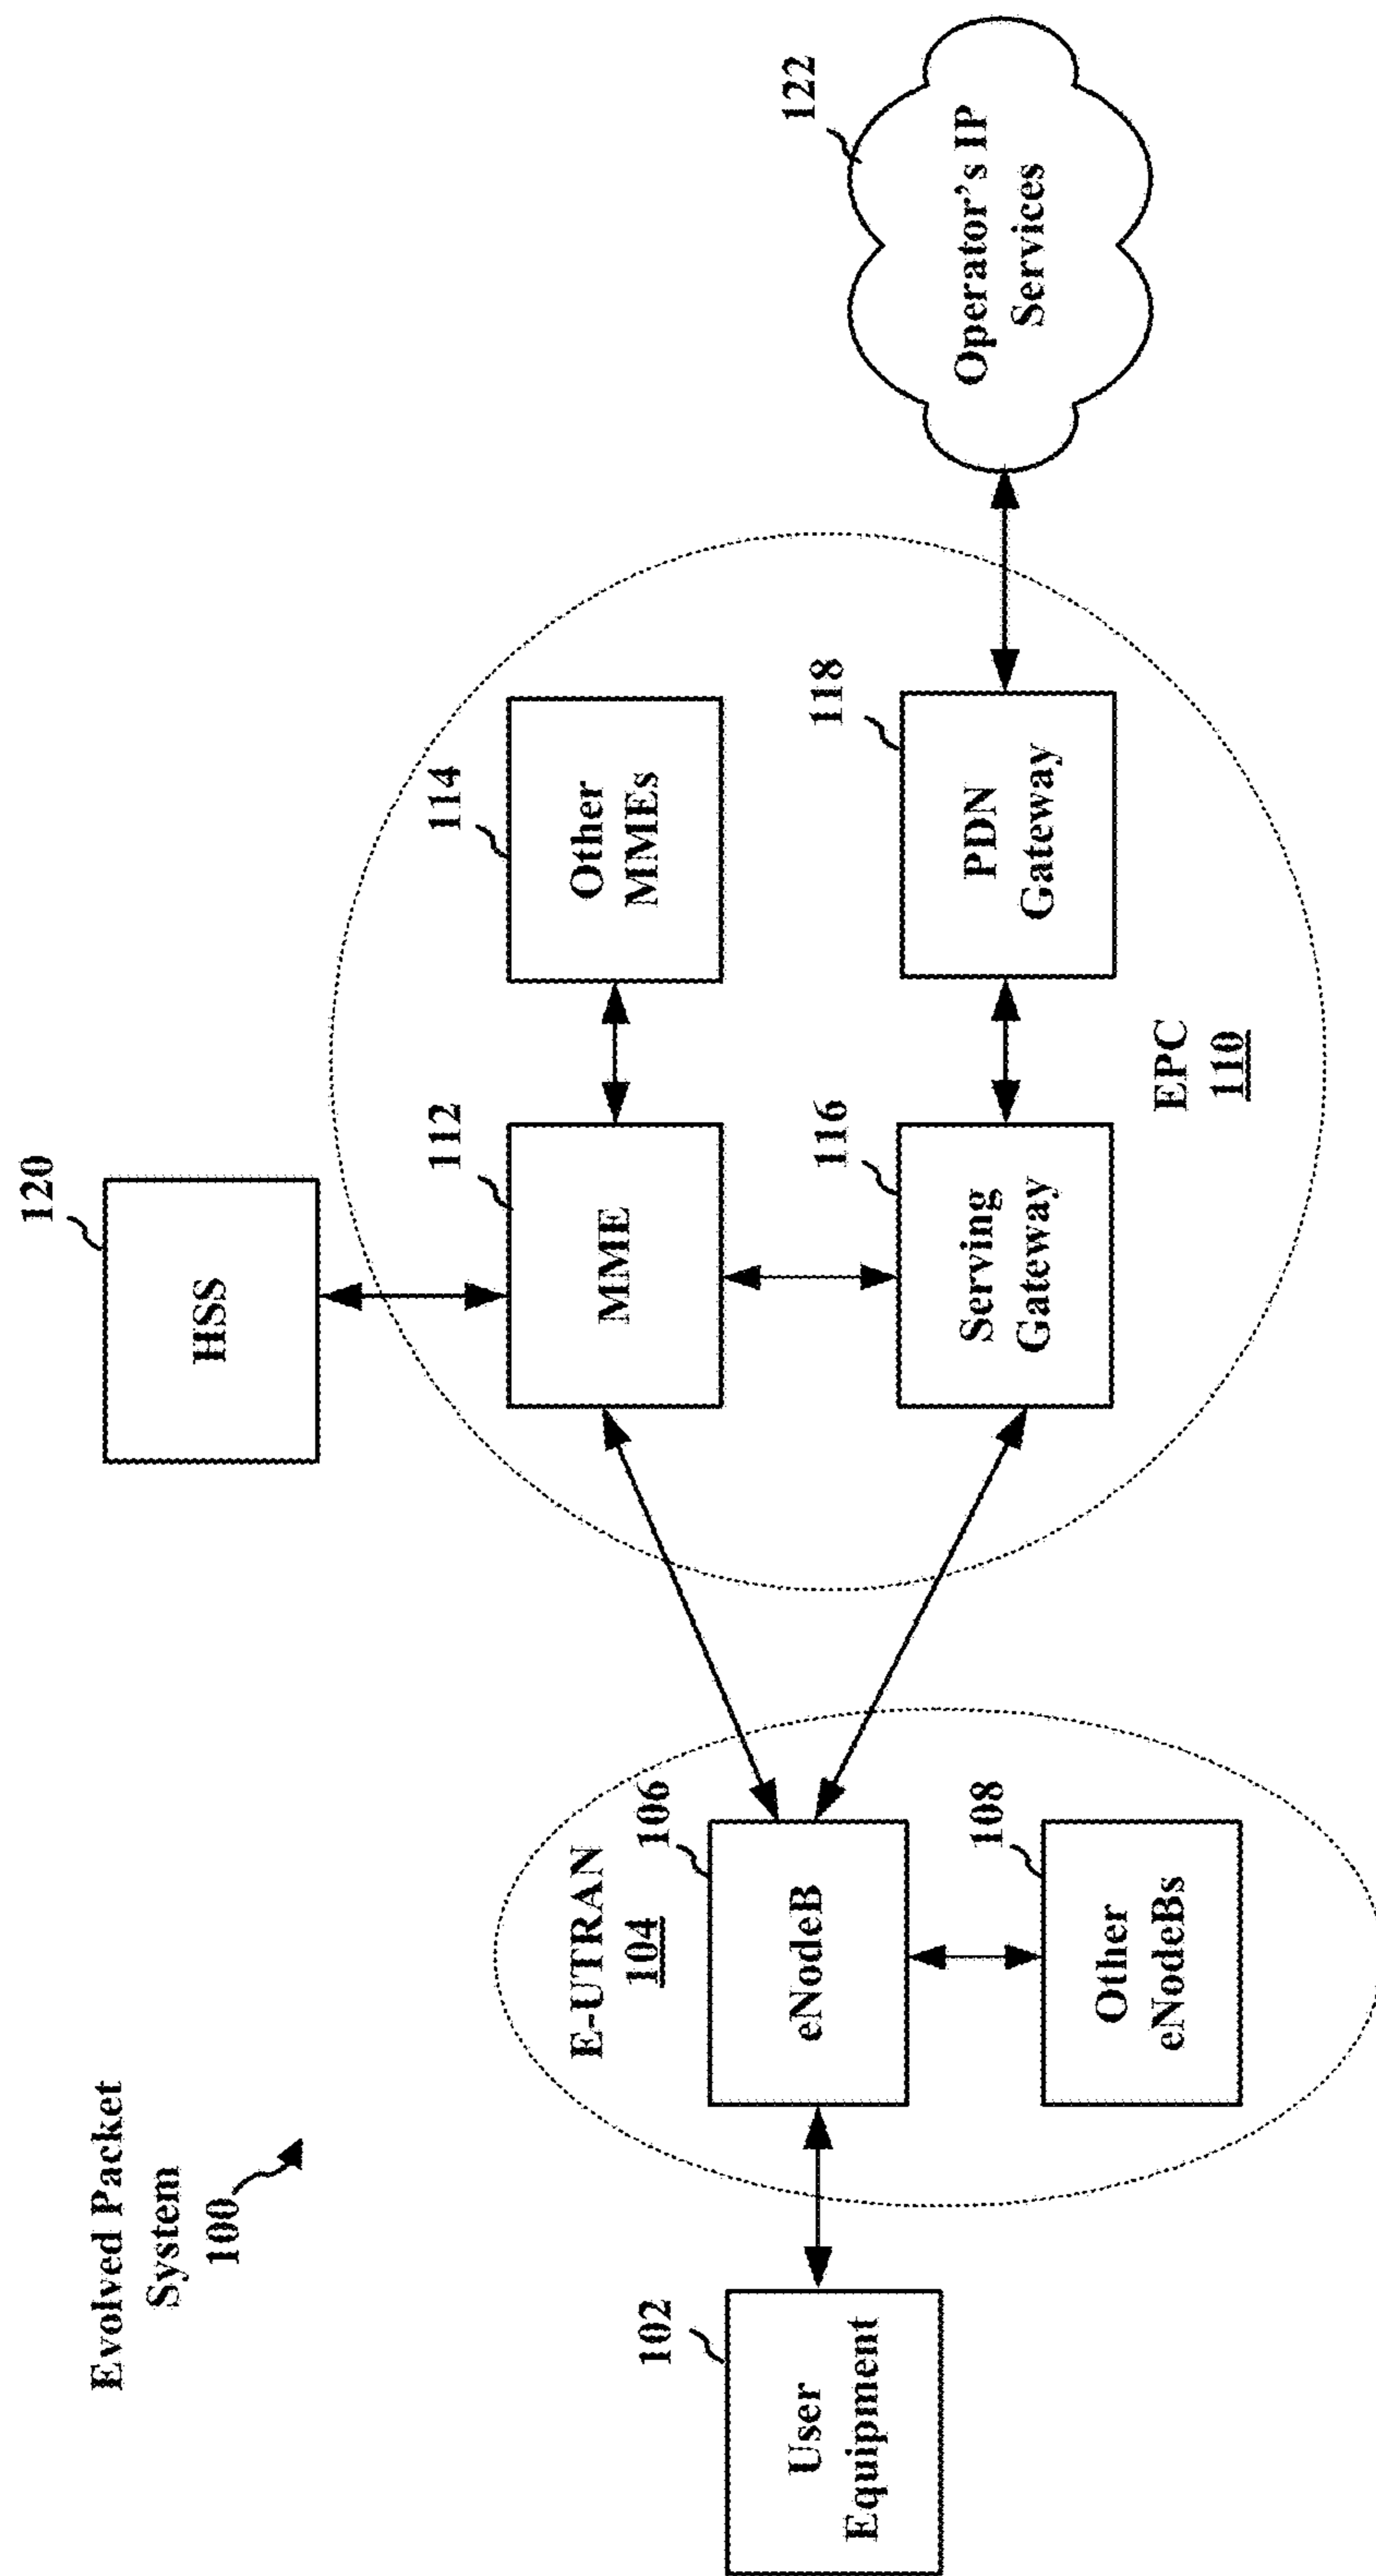 Evolved Packet
System
100
120
HSS
E-UTRAN
104
112
MME
114
Other
MMEs
102
User
Equipment
106
eNodeB
108
Other
eNodeBs
116
Serving
Gateway
118
PDN
Gateway
EPC
110
122
Operator's IP
Services